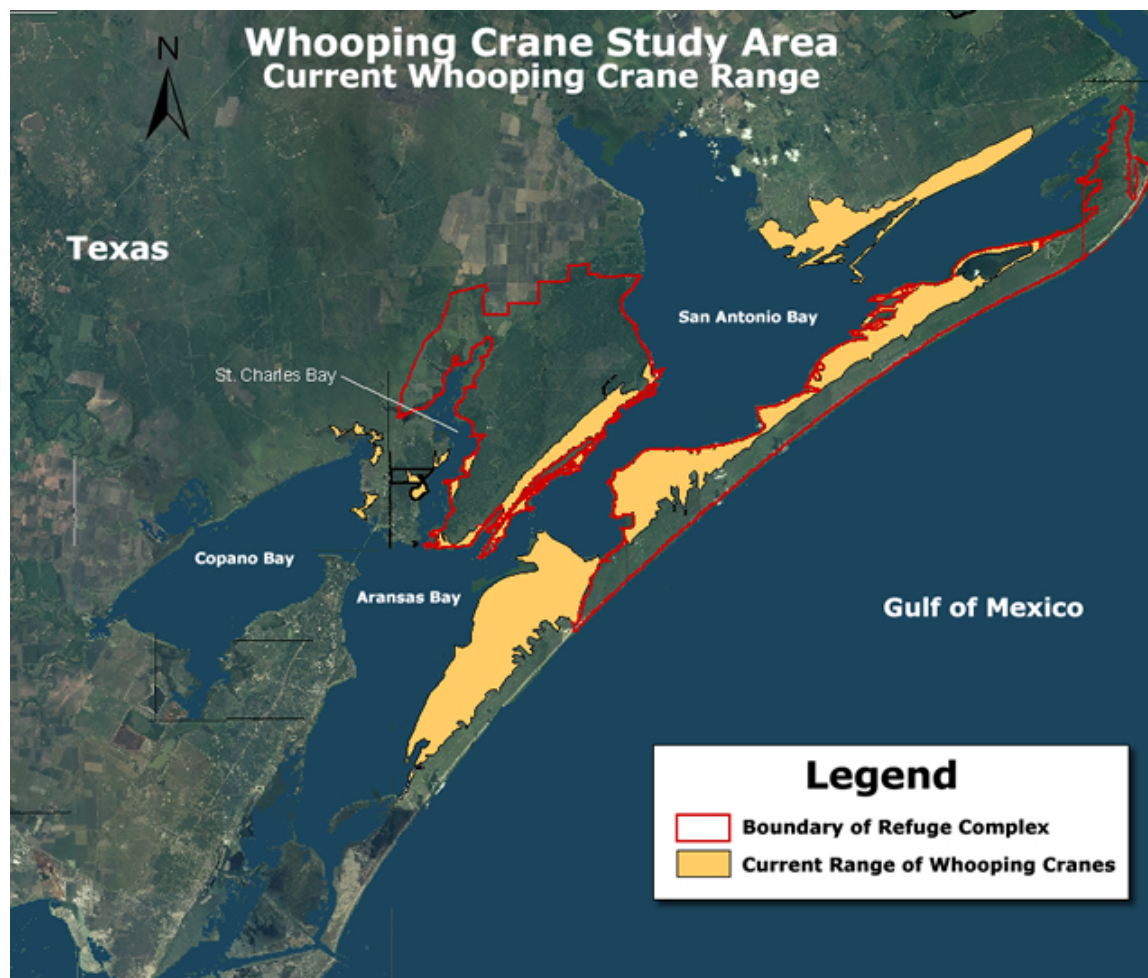 Whooping Crane Study Area
Current Whooping Crane Range
N
Texas
San Antonio Bay
St. Charles Bay
Copano Bay
Aransas Bay
Gulf of Mexico
Legend
Boundary of Refuge Complex
Current Range of Whooping Cranes